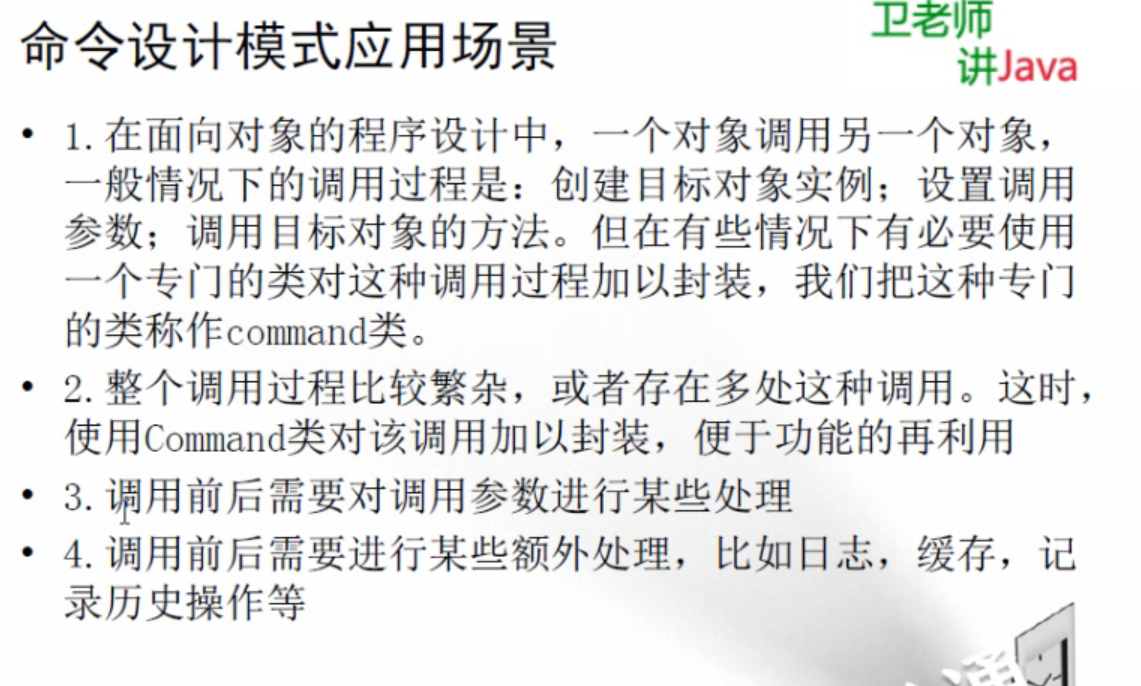 命令设计模式应用场景
卫老师
讲Java
• 1.在面向对象的程序设计中，一个对象调用另一个对象，
一般情况下的调用过程是：创建目标对象实例；设置调用
参数；调用目标对象的方法。但在有些情况下有必要使用
一个专门的类对这种调用过程加以封装，我们把这种专门
的类称作command类。
• 2.整个调用过程比较繁杂，或者存在多处这种调用。这时，
使用Command类对该调用加以封装，便于功能的再利用
• 3.调用前后需要对调用参数进行某些处理
• 4.调用前后需要进行某些额外处理，比如日志，缓存，记
录历史操作等